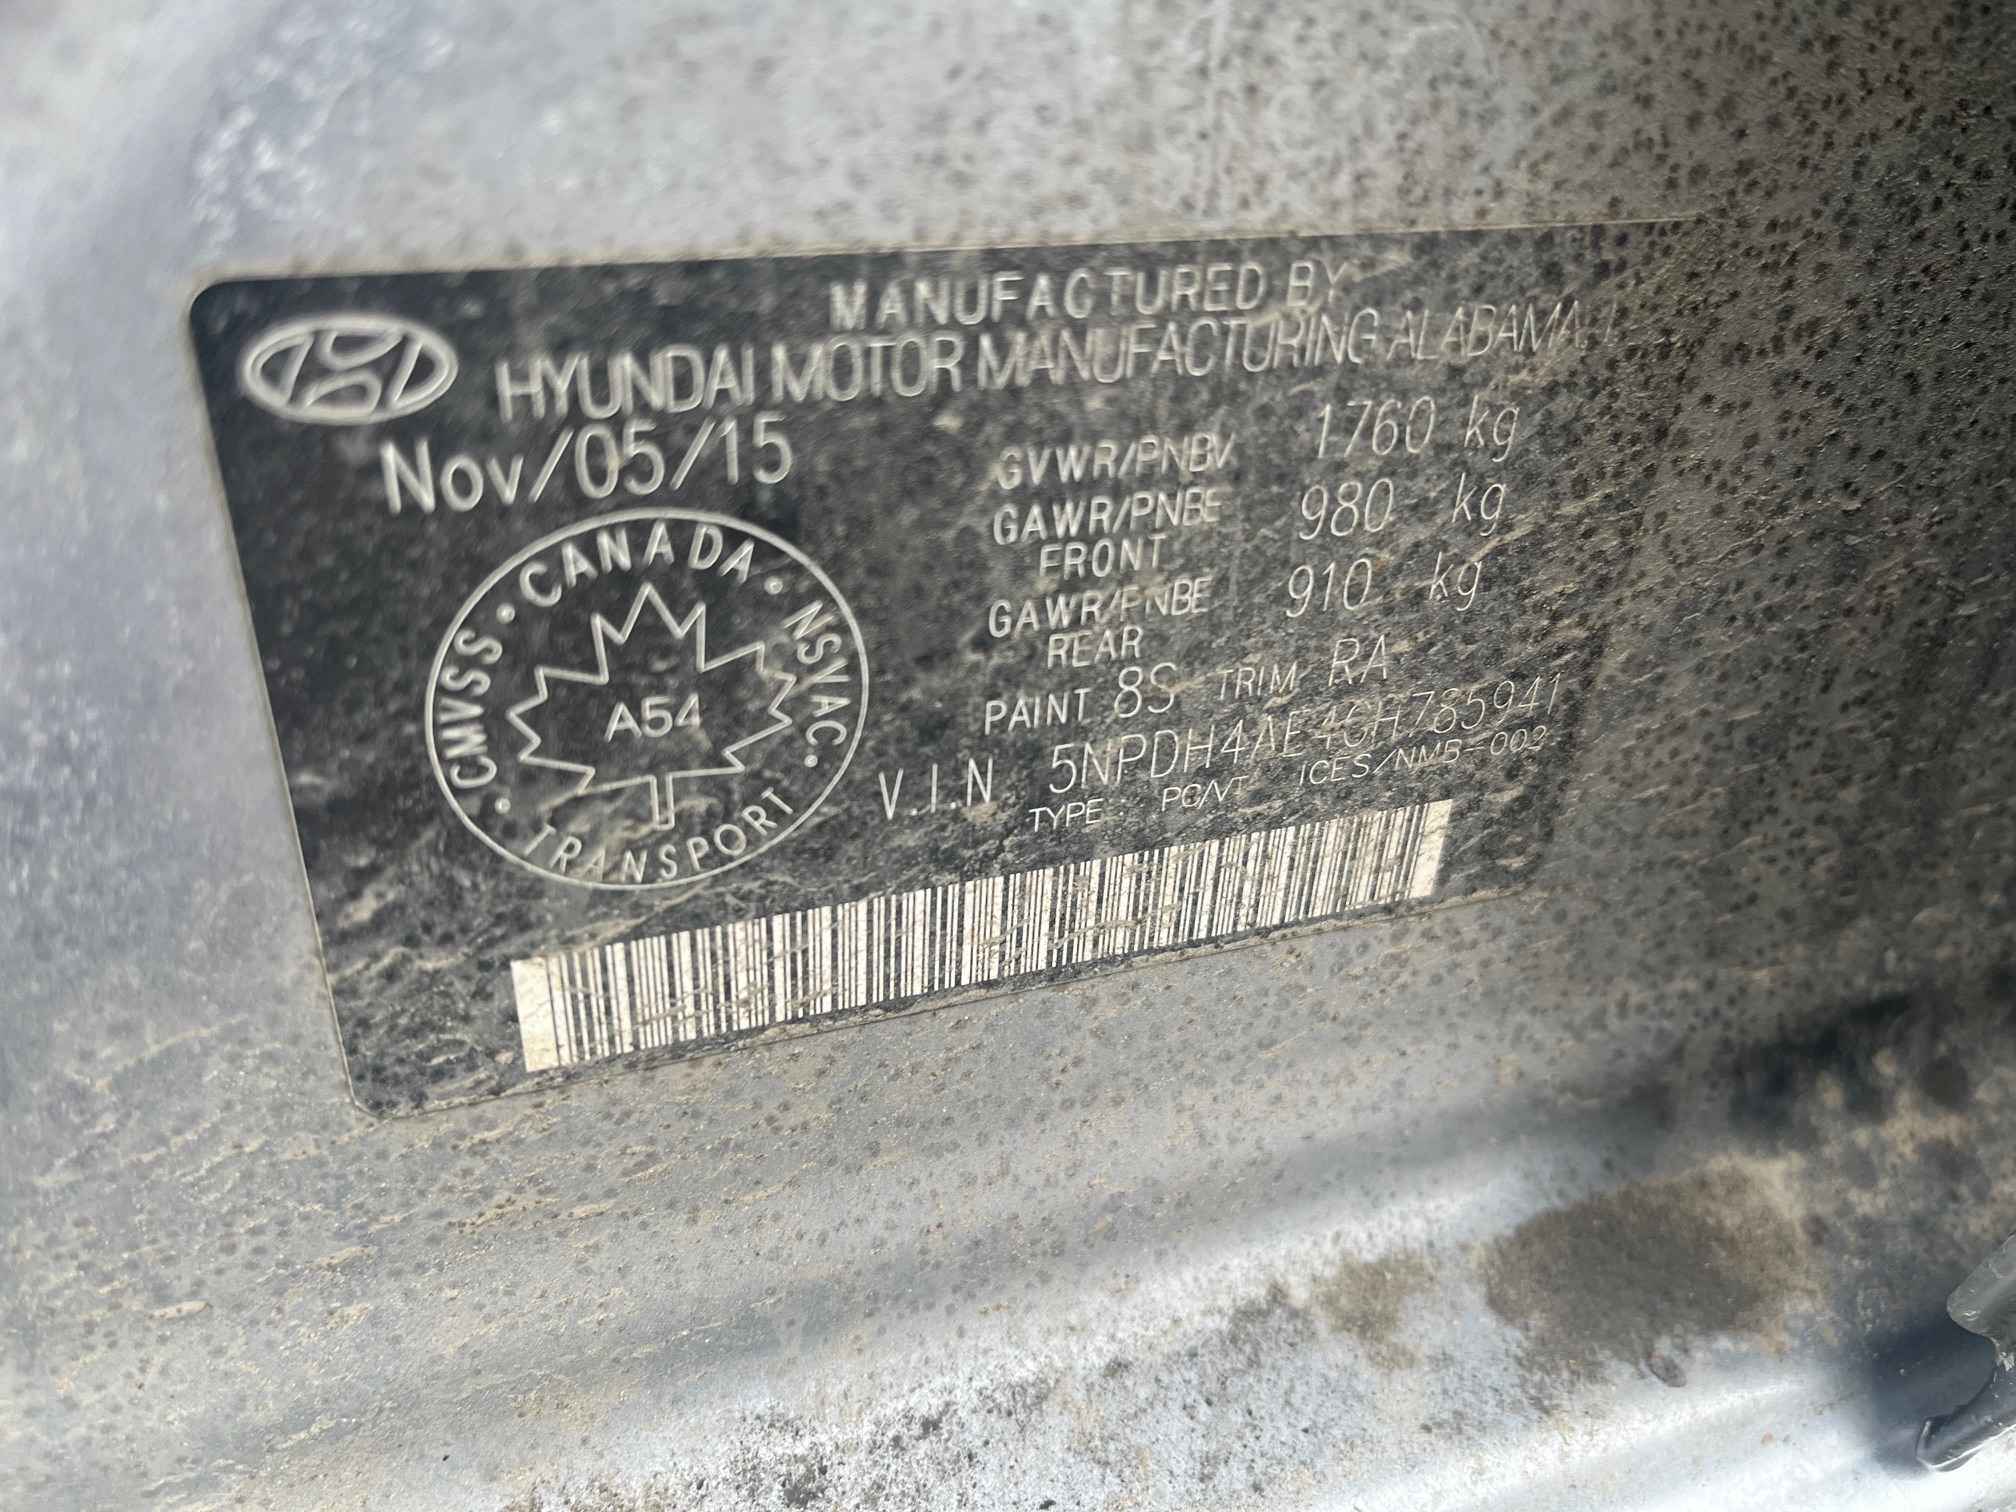 MANUFACTURED BY
HYUNDAI MOTOR MANUFACTURING ALABAMA,
Nov/05/15
GVWR/PNBV 1760 kg
GAWR/PNBE 980 kg
FRONT
GAWR/PNBE 910 kg
REAR
PAINT 8S TRIM RA
V.I.N 5NPDH4AE4GH785941
TYPE : PC/VT ICES/NMB-002
· CMVSS · CANADA · NSVAC ·
A54
TRANSPORT